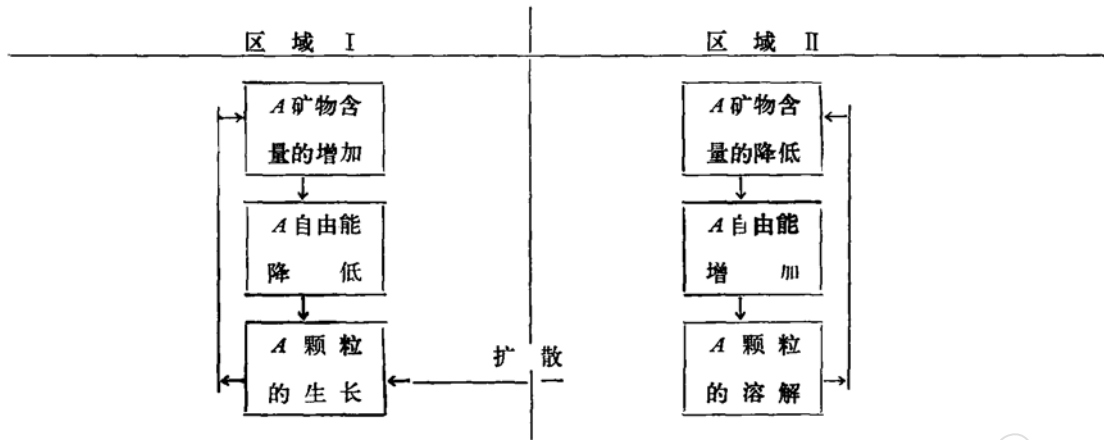 区域 I
区域 II
A矿物含
量的增加
A自由能
降低
A颗粒
的生长
扩散
A矿物含
量的降低
A自由能
增加
A颗粒
的溶解